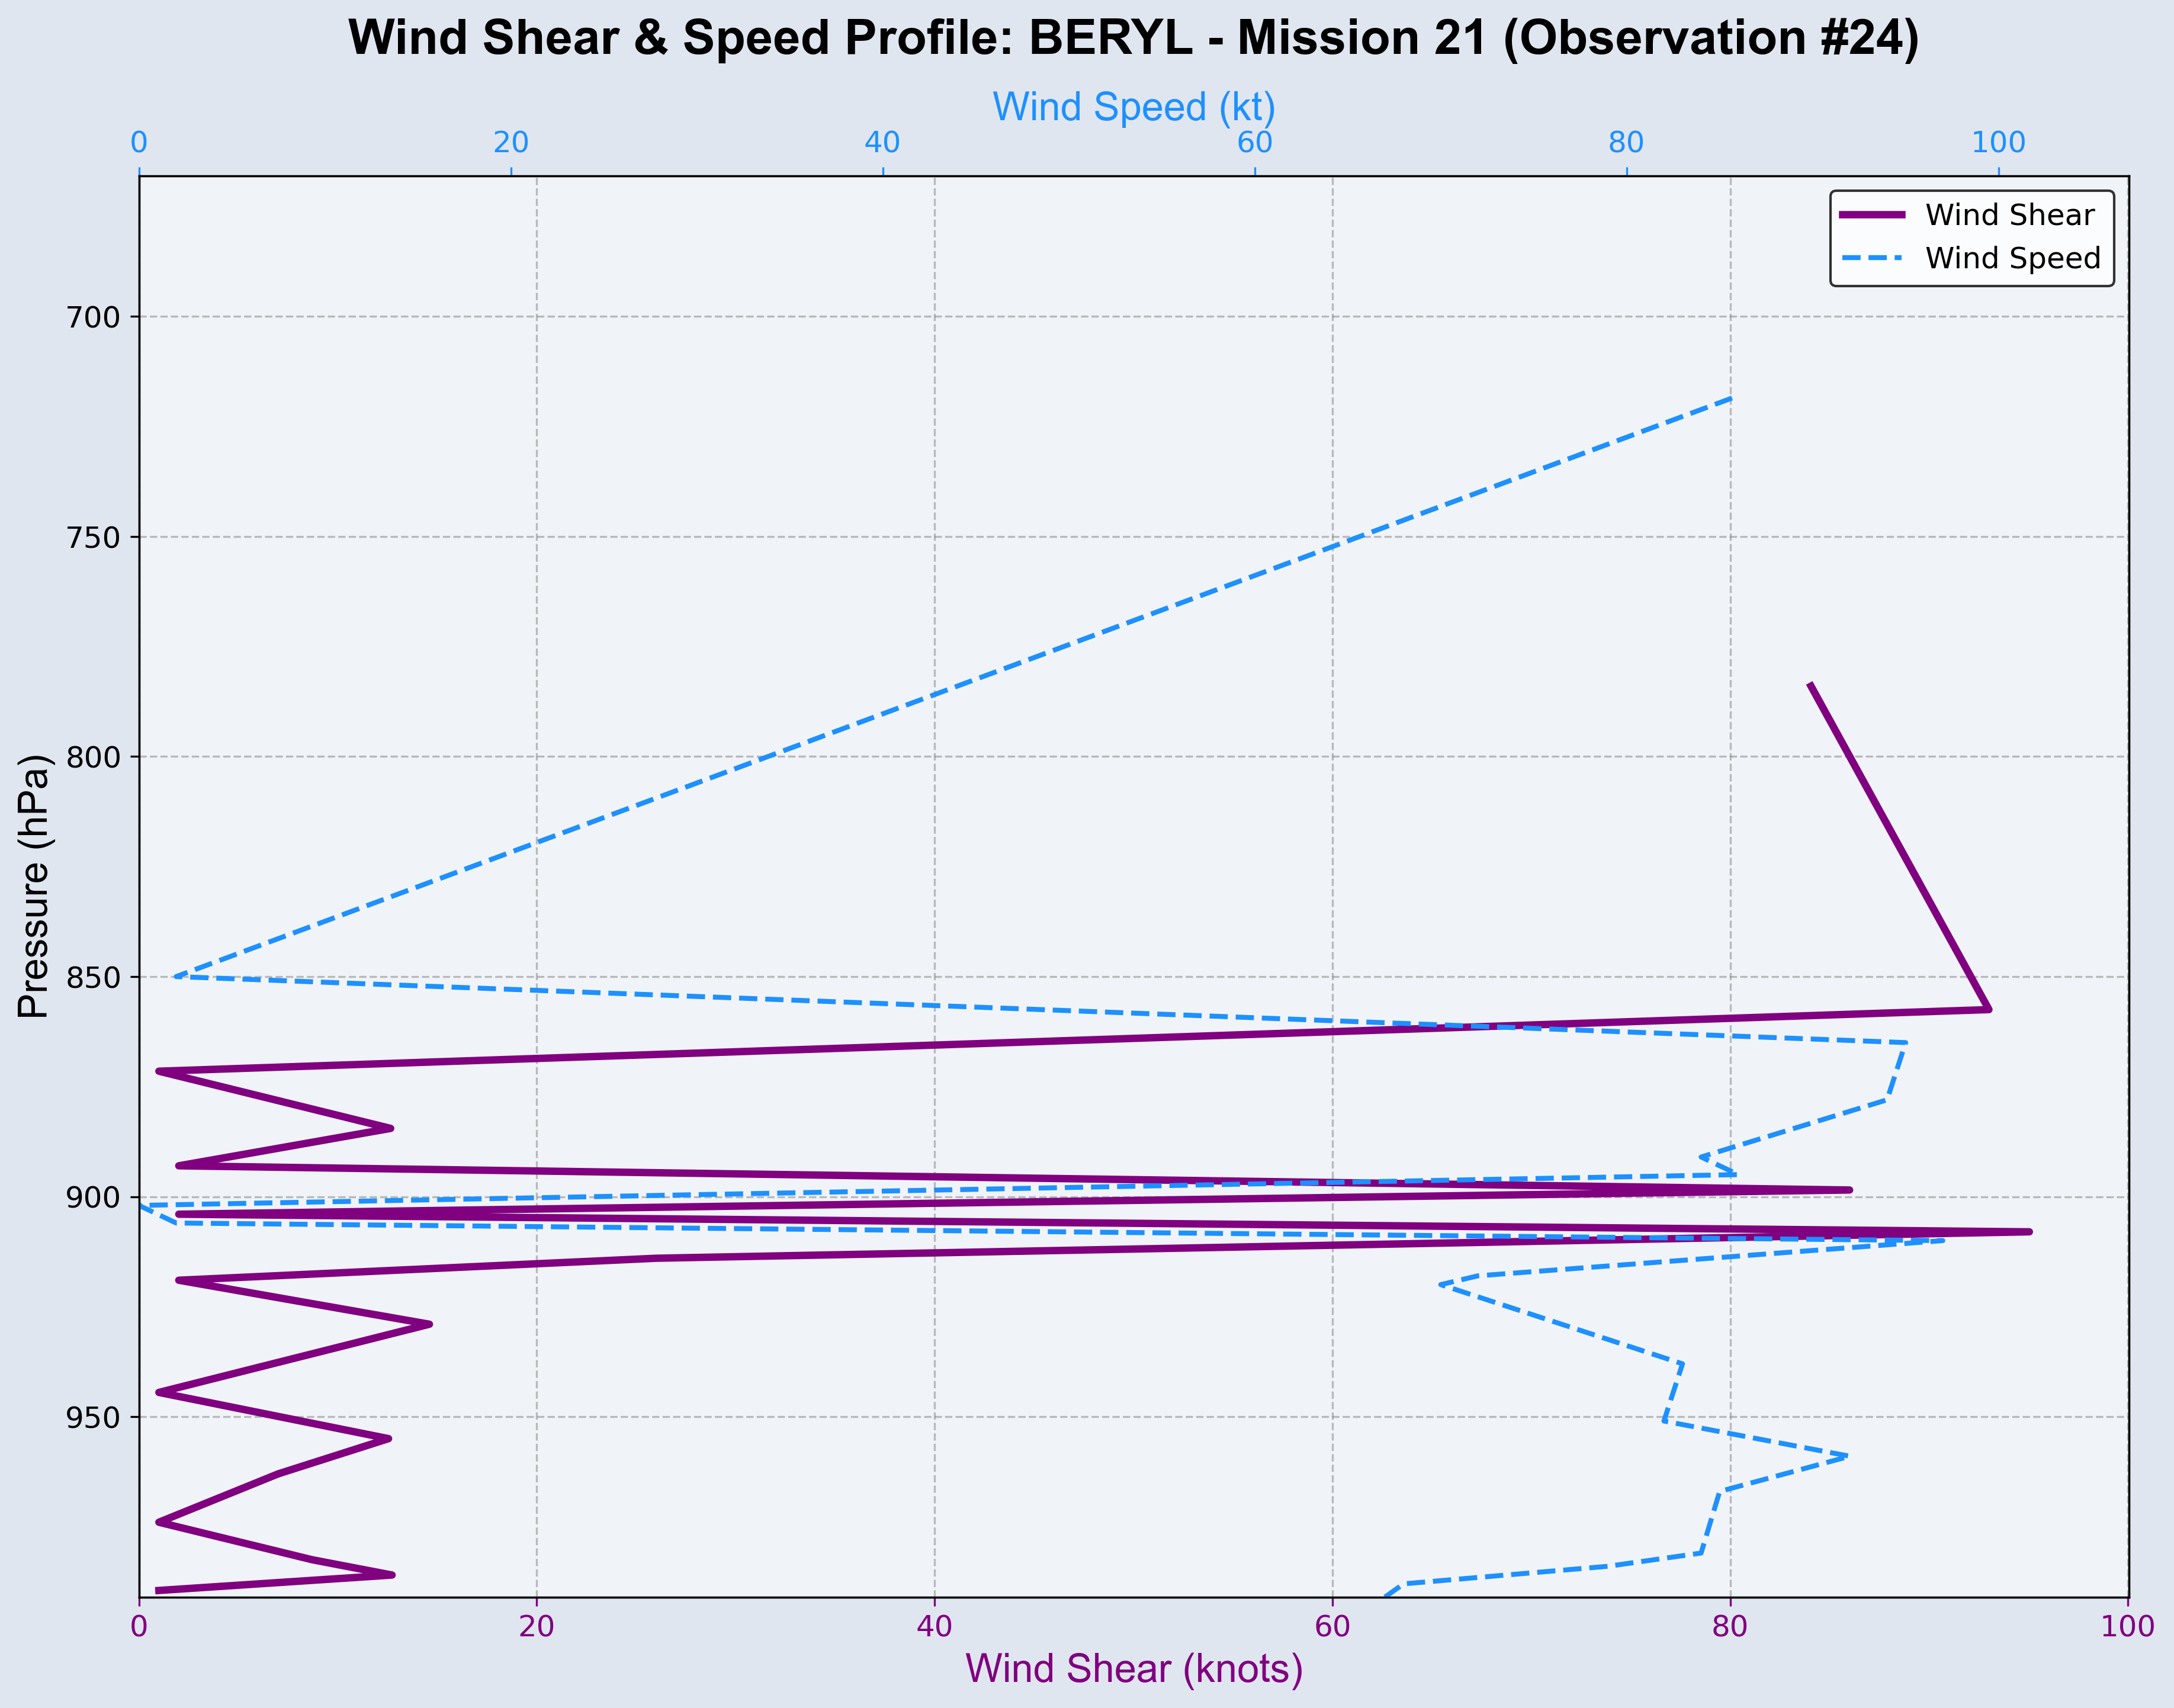 Wind Shear & Speed Profile: BERYL - Mission 21 (Observation #24)
Wind Speed (kt)
0 20 40 60 80 100
Wind Shear
Wind Speed
700
750
800
850
900
950
Pressure (hPa)
0 20 40 60 80 100
Wind Shear (knots)